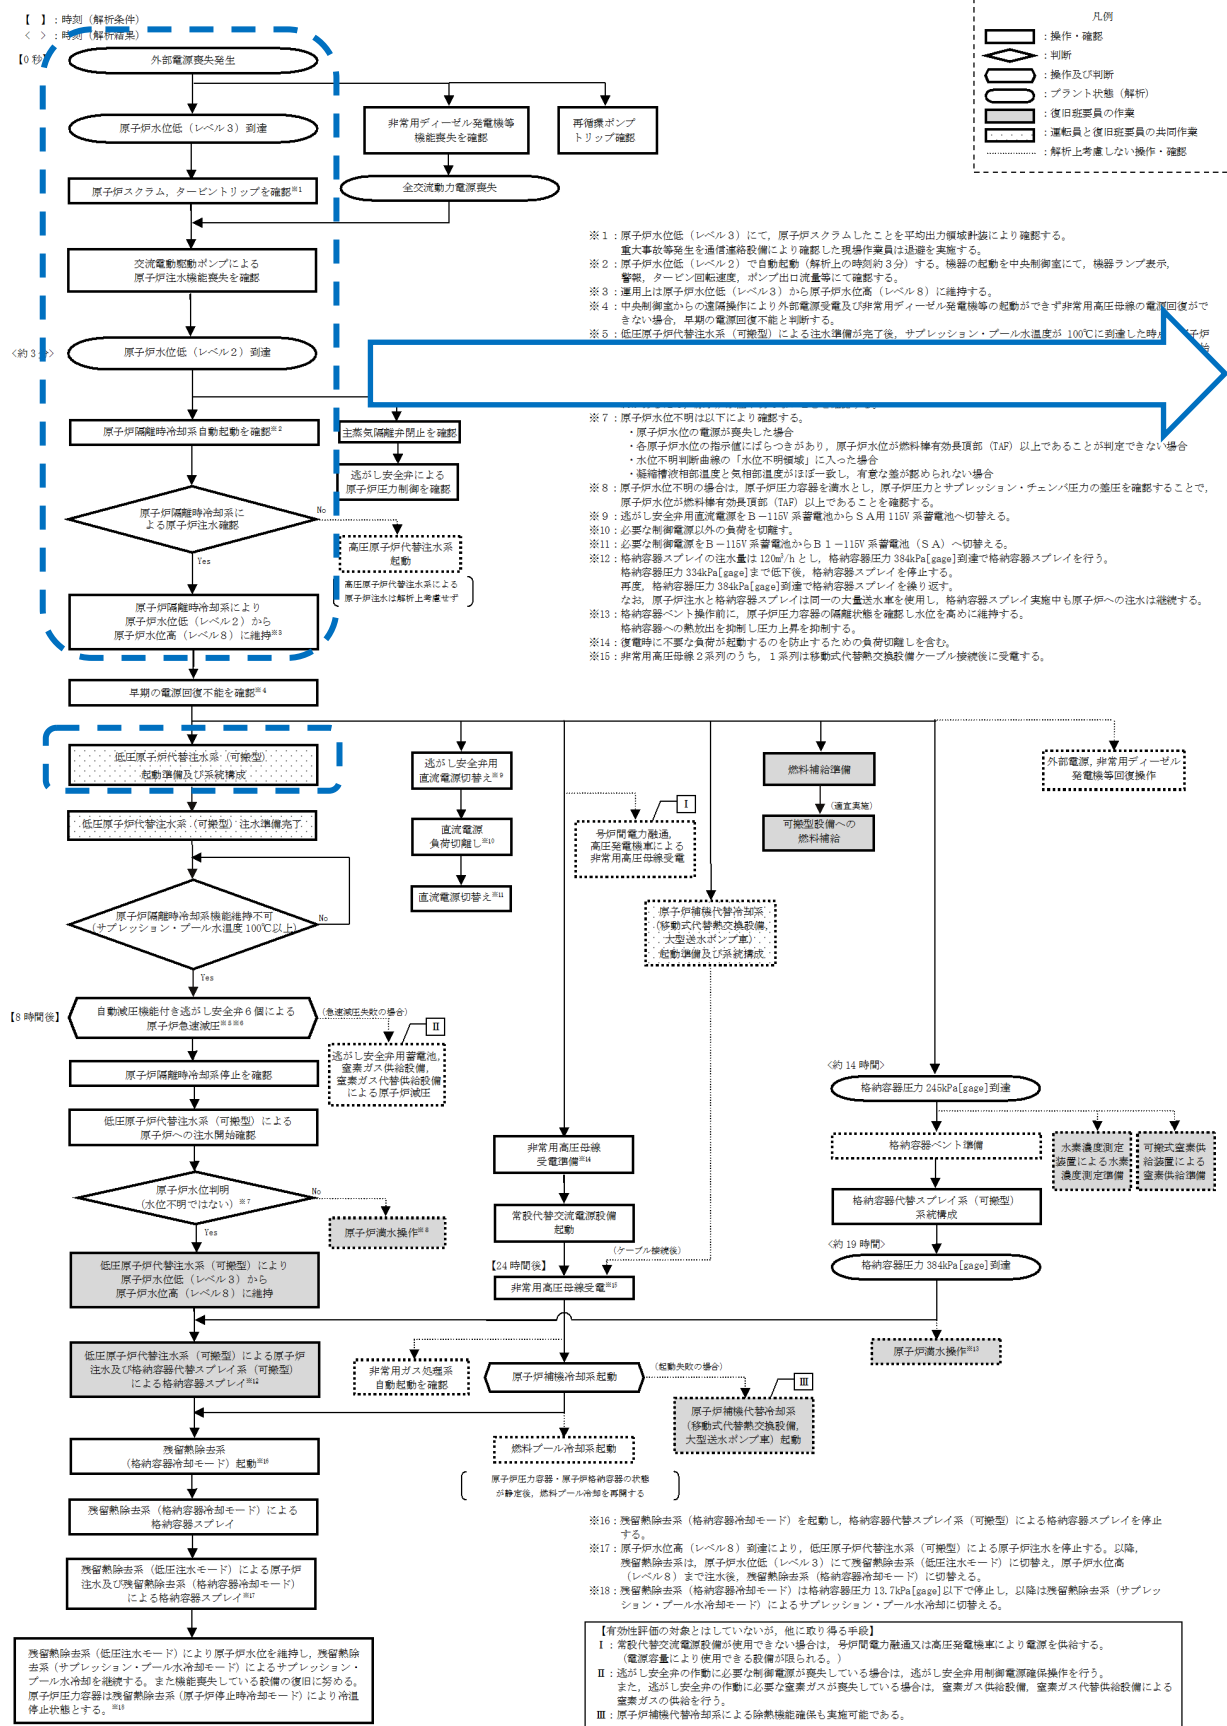 【　】：時刻（解析条件）
＜　＞：時刻（解析結果）
凡例
：操作・確認
：判断
：操作及び判断
：プラント状態（解析）
：復旧班要員の作業
：運転員と復旧班要員の共同作業
：解析上考慮しない操作・確認
【0秒】
外部電源喪失発生
原子炉水位低（レベル3）到達
非常用ディーゼル発電機等
機能喪失を確認
再循環ポンプ
トリップ確認
原子炉スクラム，タービントリップを確認※1
全交流動力電源喪失
交流電動駆動ポンプによる
原子炉注水機能喪失を確認
＜約3分＞
原子炉水位低（レベル2）到達
原子炉隔離時冷却系自動起動を確認※2
主蒸気隔離弁閉止を確認
逃がし安全弁による
原子炉圧力制御を確認
原子炉隔離時冷却系に
よる原子炉注水確認
No
Yes
高圧原子炉代替注水系
起動
高圧原子炉代替注水系による
原子炉注水は解析上考慮せず
原子炉隔離時冷却系により
原子炉水位低（レベル2）から
原子炉水位高（レベル8）に維持※3
早期の電源回復不能を確認※4
※1：原子炉水位低（レベル3）にて，原子炉スクラムしたことを平均出力領域計装により確認する。
重大事故等発生を通信連絡設備により確認した現場作業員は退避を実施する。
※2：原子炉水位低（レベル2）で自動起動（解析上の時刻約3分）する。機器の起動を中央制御室にて，機器ランプ表示，
警報，タービン回転速度，ポンプ出口流量等にて確認する。
※3：運用上は原子炉水位低（レベル3）から原子炉水位高（レベル8）に維持する。
※4：中央制御室からの遠隔操作により外部電源受電及び非常用ディーゼル発電機等の起動ができず非常用高圧母線の電源回復がで
きない場合，早期の電源回復不能と判断する。
※5：低圧原子炉代替注水系（可搬型）による注水準備が完了後，サプレッション・プール水温度が 100℃に到達した時点
子炉
始
※7：原子炉水位不明は以下により確認する。
・原子炉水位の電源が喪失した場合
・各原子炉水位の指示値にばらつきがあり，原子炉水位が燃料棒有効長頂部（TAF）以上であることが判定できない場合
・水位不明判断曲線の「水位不明領域」に入った場合
・凝縮槽液相部温度と気相部温度がほぼ一致し，有意な差が認められない場合
※8：原子炉水位不明の場合は，原子炉圧力容器を満水とし，原子炉圧力とサプレッション・チェンバ圧力の差圧を確認することで，
原子炉水位が燃料棒有効長頂部（TAF）以上であることを確認する。
※9：逃がし安全弁用直流電源をB－115V 系蓄電池からSA用 115V 系蓄電池へ切替える。
※10：必要な制御電源以外の負荷を切離す。
※11：必要な制御電源をB－115V 系蓄電池からB1－115V 系蓄電池（SA）へ切替える。
※12：格納容器スプレイの注水量は 120m³/h とし，格納容器圧力 384kPa[gage]到達で格納容器スプレイを行う。
格納容器圧力 334kPa[gage]まで低下後，格納容器スプレイを停止する。
再度，格納容器圧力 384kPa[gage]到達で格納容器スプレイを繰り返す。
なお，原子炉注水と格納容器スプレイは同一の大量送水車を使用し，格納容器スプレイ実施中も原子炉への注水は継続する。
※13：格納容器ベント操作前に，原子炉圧力容器の隔離状態を確認し水位を高めに維持する。
格納容器への熱放出を抑制し圧力上昇を抑制する。
※14：復電時に不要な負荷が起動するのを防止するための負荷切離しを含む。
※15：非常用高圧母線2系列のうち，1系列は移動式代替熱交換設備ケーブル接続後に受電する。
低圧原子炉代替注水系（可搬型）
起動準備及び系統構成
逃がし安全弁用
直流電源切替え※9
燃料補給準備
外部電源，非常用ディーゼル
発電機等回復操作
Ⅰ
（適宜実施）
低圧原子炉代替注水系（可搬型）注水準備完了
直流電源
負荷切離し※10
号炉間電力融通，
高圧発電機車による
非常用高圧母線受電
可搬型設備への
燃料補給
直流電源切替え※11
原子炉隔離時冷却系機能維持不可
（サプレッション・プール水温度 100℃以上）
No
Yes
原子炉補機代替冷却系
（移動式代替熱交換設備，
大型送水ポンプ車）
起動準備及び系統構成
【8時間後】
自動減圧機能付き逃がし安全弁6個による
原子炉急速減圧※5※6
（急速減圧失敗の場合）
Ⅱ
逃がし安全弁用蓄電池，
窒素ガス供給設備，
窒素ガス代替供給設備
による原子炉減圧
原子炉隔離時冷却系停止を確認
低圧原子炉代替注水系（可搬型）による
原子炉への注水開始確認
＜約14時間＞
格納容器圧力 245kPa[gage]到達
格納容器ベント準備
水素濃度測定
装置による水素
濃度測定準備
可搬式窒素供
給装置による
窒素供給準備
非常用高圧母線
受電準備※14
原子炉水位判明
（水位不明ではない）※7
No
Yes
原子炉満水操作※8
常設代替交流電源設備
起動
格納容器代替スプレイ系（可搬型）
系統構成
（ケーブル接続後）
＜約19時間＞
【24時間後】
非常用高圧母線受電※15
格納容器圧力 384kPa[gage]到達
低圧原子炉代替注水系（可搬型）により
原子炉水位低（レベル3）から
原子炉水位高（レベル8）に維持
低圧原子炉代替注水系（可搬型）による原子炉
注水及び格納容器代替スプレイ系（可搬型）
による格納容器スプレイ※12
非常用ガス処理系
自動起動を確認
原子炉補機冷却系起動
（起動失敗の場合）
原子炉満水操作※13
Ⅲ
原子炉補機代替冷却系
（移動式代替熱交換設備，
大型送水ポンプ車）起動
燃料プール冷却系起動
原子炉圧力容器・原子炉格納容器の状態
が静定後，燃料プール冷却を再開する
残留熱除去系
（格納容器冷却モード）起動※16
残留熱除去系（格納容器冷却モード）による
格納容器スプレイ
残留熱除去系（低圧注水モード）による原子炉
注水及び残留熱除去系（格納容器冷却モード）
による格納容器スプレイ※17
残留熱除去系（低圧注水モード）により原子炉水位を維持し，残留熱除
去系（サプレッション・プール水冷却モード）によるサプレッション・
プール水冷却を継続する。また機能喪失している設備の復旧に努める。
原子炉圧力容器は残留熱除去系（原子炉停止時冷却モード）により冷温
停止状態とする。※18
※16：残留熱除去系（格納容器冷却モード）を起動し，格納容器代替スプレイ系（可搬型）による格納容器スプレイを停止
する。
※17：原子炉水位高（レベル8）到達により，低圧原子炉代替注水系（可搬型）による原子炉注水を停止する。以降，
残留熱除去系は，原子炉水位低（レベル3）にて残留熱除去系（低圧注水モード）に切替え，原子炉水位高
（レベル8）まで注水後，残留熱除去系（格納容器冷却モード）に切替える。
※18：残留熱除去系（格納容器冷却モード）は格納容器圧力 13.7kPa[gage]以下で停止し，以降は残留熱除去系（サプレッ
ション・プール水冷却モード）によるサプレッション・プール水冷却に切替える。
【有効性評価の対象とはしていないが，他に取り得る手段】
Ⅰ：常設代替交流電源設備が使用できない場合は，号炉間電力融通又は高圧発電機車により電源を供給する。
（電源容量により使用できる設備が限られる。）
Ⅱ：逃がし安全弁の作動に必要な制御電源が喪失している場合は，逃がし安全弁用制御電源確保操作を行う。
また，逃がし安全弁の作動に必要な窒素ガスが喪失している場合は，窒素ガス供給設備，窒素ガス代替供給設備による
窒素ガスの供給を行う。
Ⅲ：原子炉補機代替冷却系による除熱機能確保も実施可能である。